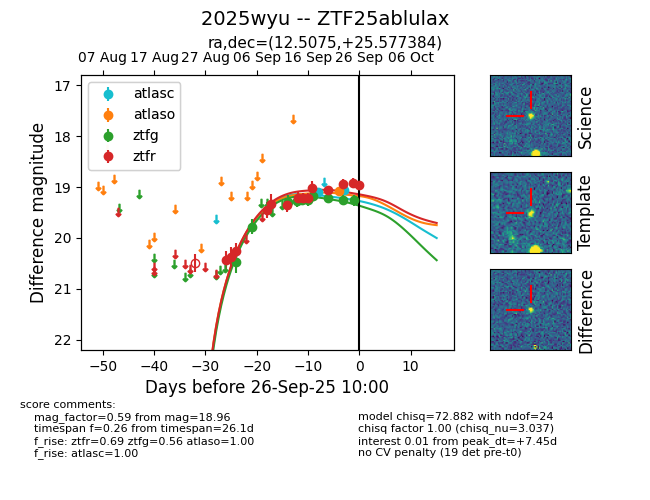 2025wyu -- ZTF25ablulax
ra,dec=(12.5075,+25.577384)
07 Aug 17 Aug 27 Aug 06 Sep 16 Sep 26 Sep 06 Oct
17
18
19
20
21
22
Difference magnitude
atlasc
atlaso
ztfg
ztfr
−50 −40 −30 −20 −10 0 10
Days before 26-Sep-25 10:00
Science
Template
Difference
score comments:
mag_factor=0.59 from mag=18.96
timespan f=0.26 from timespan=26.1d
f_rise: ztfr=0.69 ztfg=0.56 atlaso=1.00
f_rise: atlasc=1.00
model chisq=72.882 with ndof=24
chisq factor 1.00 (chisq_nu=3.037)
interest 0.01 from peak_dt=+7.45d
no CV penalty (19 det pre-t0)